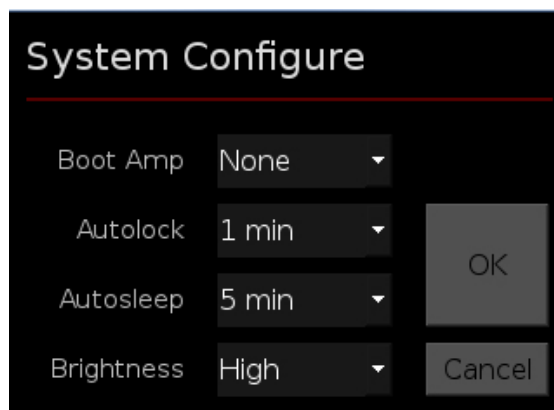 System Configure
Boot Amp None
Autolock 1 min
OK
Autosleep 5 min
Brightness High Cancel